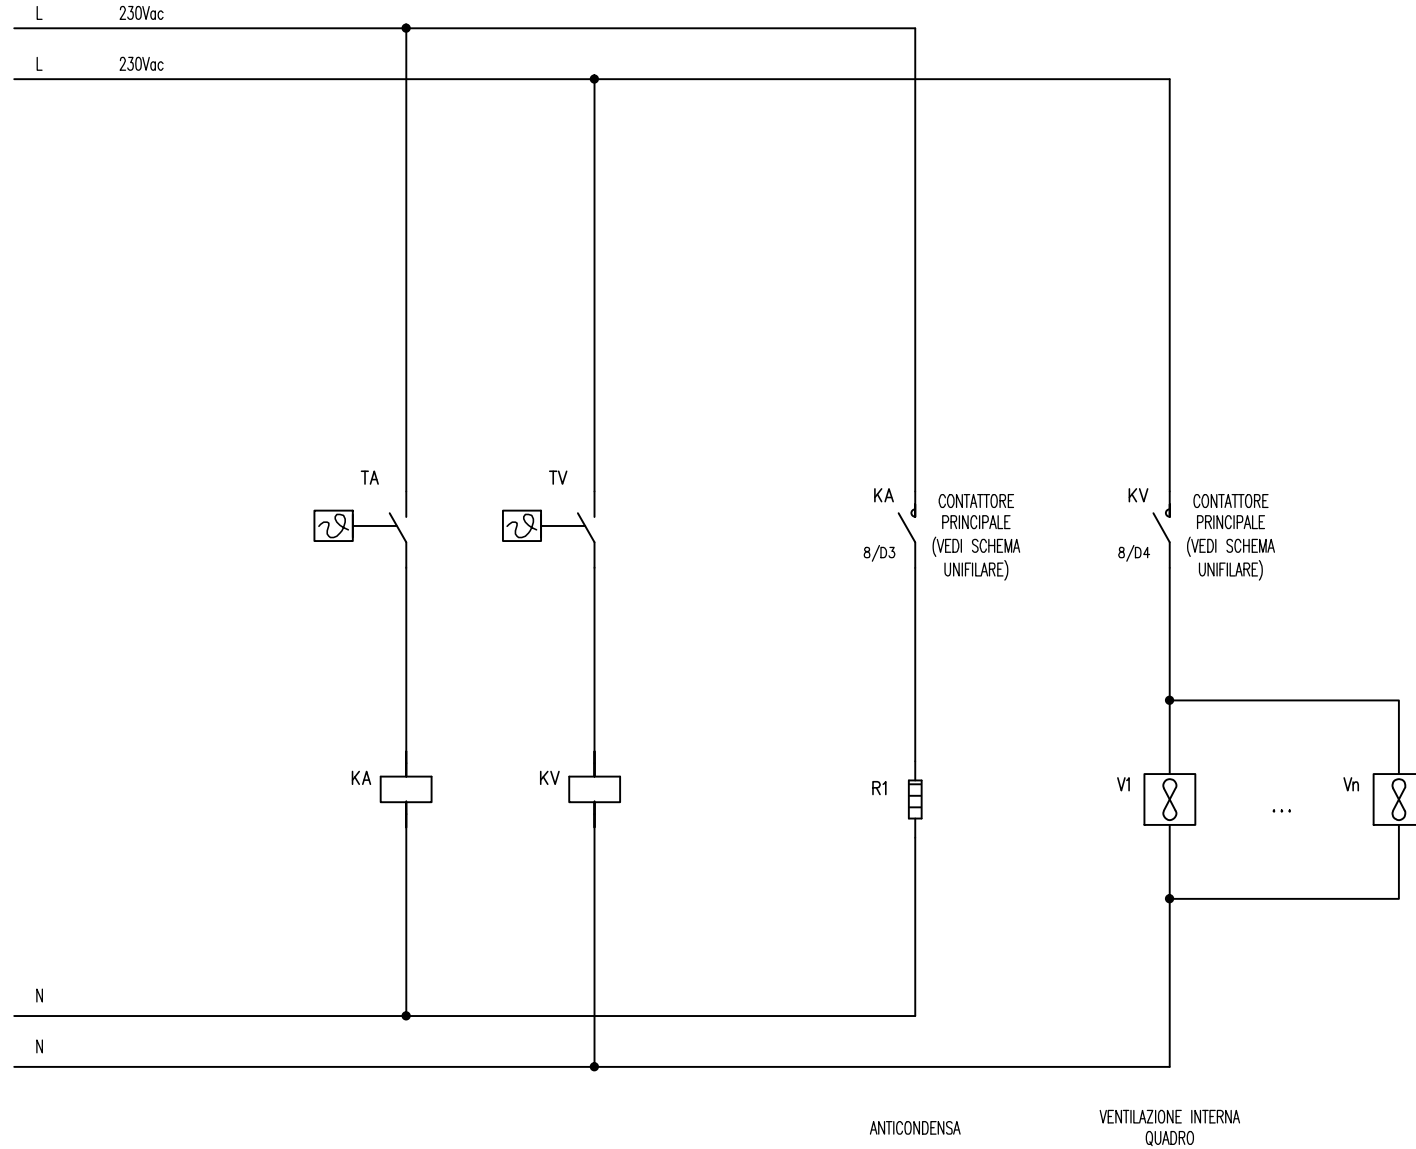 L 230Vac
L 230Vac
TA
TV
KA
8/D3
CONTATTORE
PRINCIPALE
(VEDI SCHEMA
UNIFILARE)
KV
8/D4
CONTATTORE
PRINCIPALE
(VEDI SCHEMA
UNIFILARE)
KA
KV
R1
V1
...
Vn
N
N
ANTICONDENSA
VENTILAZIONE INTERNA
QUADRO